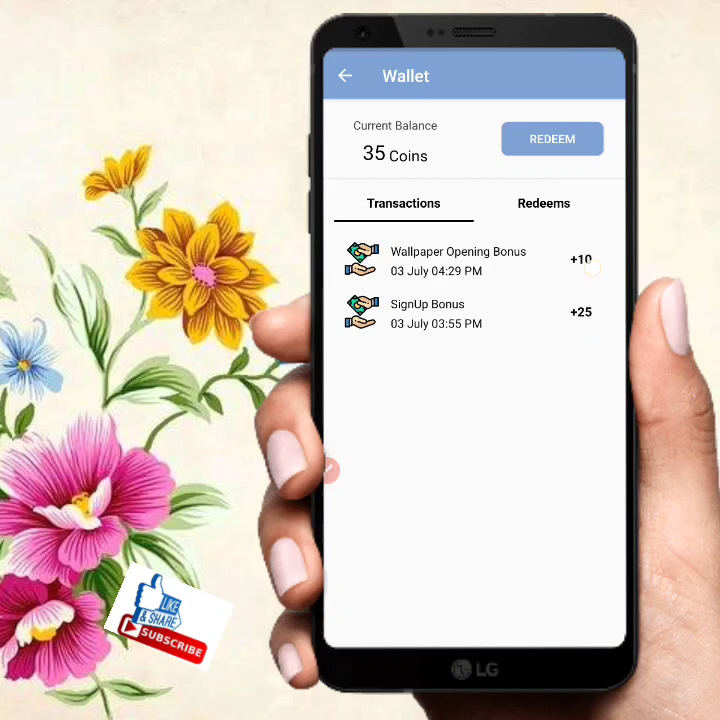 Wallet
Current Balance
35 Coins
REDEEM
Transactions
Redeems
Wallpaper Opening Bonus
+10
03 July 04:29 PM
SignUp Bonus
+25
03 July 03:55 PM
LIKE
& SHARE
SUBSCRIBE
LG